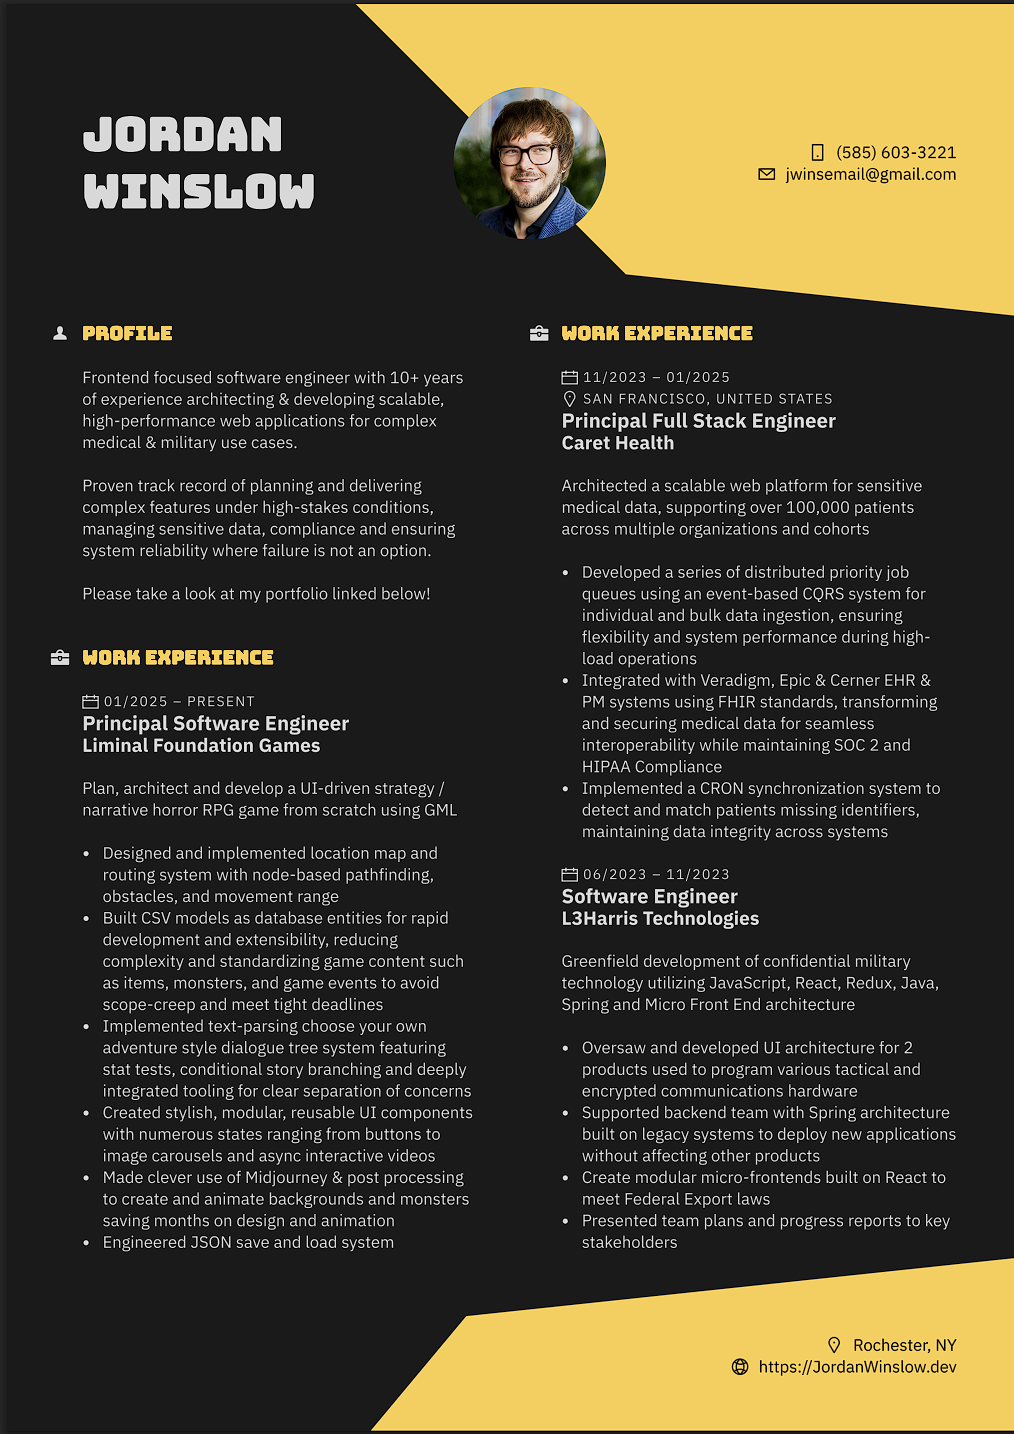 JORDAN
WINSLOW
(585) 603-3221
jwinsemail@gmail.com
PROFILE
Frontend focused software engineer with 10+ years
of experience architecting & developing scalable,
high-performance web applications for complex
medical & military use cases.
Proven track record of planning and delivering
complex features under high-stakes conditions,
managing sensitive data, compliance and ensuring
system reliability where failure is not an option.
Please take a look at my portfolio linked below!
WORK EXPERIENCE
01/2025 – PRESENT
Principal Software Engineer
Liminal Foundation Games
Plan, architect and develop a UI-driven strategy /
narrative horror RPG game from scratch using GML
• Designed and implemented location map and
routing system with node-based pathfinding,
obstacles, and movement range
• Built CSV models as database entities for rapid
development and extensibility, reducing
complexity and standardizing game content such
as items, monsters, and game events to avoid
scope-creep and meet tight deadlines
• Implemented text-parsing choose your own
adventure style dialogue tree system featuring
stat tests, conditional story branching and deeply
integrated tooling for clear separation of concerns
• Created stylish, modular, reusable UI components
with numerous states ranging from buttons to
image carousels and async interactive videos
• Made clever use of Midjourney & post processing
to create and animate backgrounds and monsters
saving months on design and animation
• Engineered JSON save and load system
WORK EXPERIENCE
11/2023 – 01/2025
SAN FRANCISCO, UNITED STATES
Principal Full Stack Engineer
Caret Health
Architected a scalable web platform for sensitive
medical data, supporting over 100,000 patients
across multiple organizations and cohorts
• Developed a series of distributed priority job
queues using an event-based CQRS system for
individual and bulk data ingestion, ensuring
flexibility and system performance during high-
load operations
• Integrated with Veradigm, Epic & Cerner EHR &
PM systems using FHIR standards, transforming
and securing medical data for seamless
interoperability while maintaining SOC 2 and
HIPAA Compliance
• Implemented a CRON synchronization system to
detect and match patients missing identifiers,
maintaining data integrity across systems
06/2023 – 11/2023
Software Engineer
L3Harris Technologies
Greenfield development of confidential military
technology utilizing JavaScript, React, Redux, Java,
Spring and Micro Front End architecture
• Oversaw and developed UI architecture for 2
products used to program various tactical and
encrypted communications hardware
• Supported backend team with Spring architecture
built on legacy systems to deploy new applications
without affecting other products
• Create modular micro-frontends built on React to
meet Federal Export laws
• Presented team plans and progress reports to key
stakeholders
Rochester, NY
https://JordanWinslow.dev